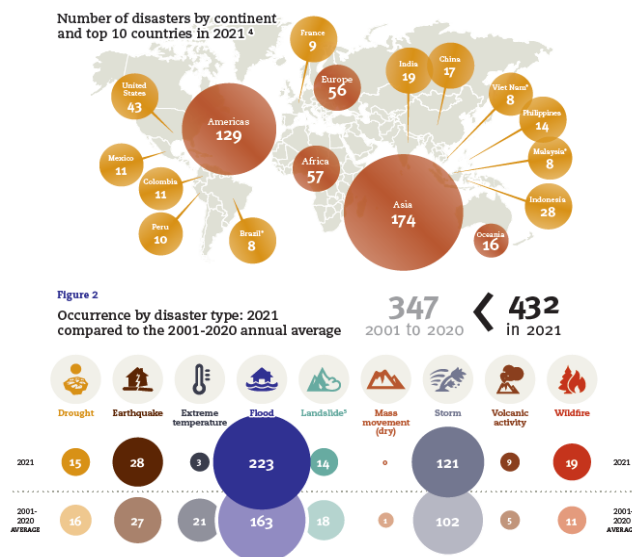 Number of disasters by continent
and top 10 countries in 2021 4
France
9
United
States
43
Americas
129
Europe
56
India
19
China
17
Viet Nam*
8
Philippines
14
Mexico
11
Colombia
11
Africa
57
Malaysia*
8
Asia
174
Indonesia
28
Peru
10
Brazil*
8
Oceania
16
Figure 2
Occurrence by disaster type: 2021
compared to the 2001-2020 annual average
347
2001 to 2020
<
432
in 2021
Drought
Earthquake
Extreme
temperature
Flood
Landslide5
Mass
movement
(dry)
Storm
Volcanic
activity
Wildfire
2021 15 28 3 223 14 0 121 9 19 2021
2001-
2020
AVERAGE
16 27 21 163 18 1 102 5 11
2001-
2020
AVERAGE